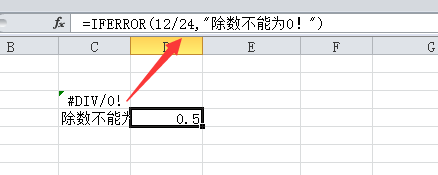 fx =IFERROR(12/24,"除数不能为0！")
B C D E F G
#DIV/0!
除数不能为 0.5